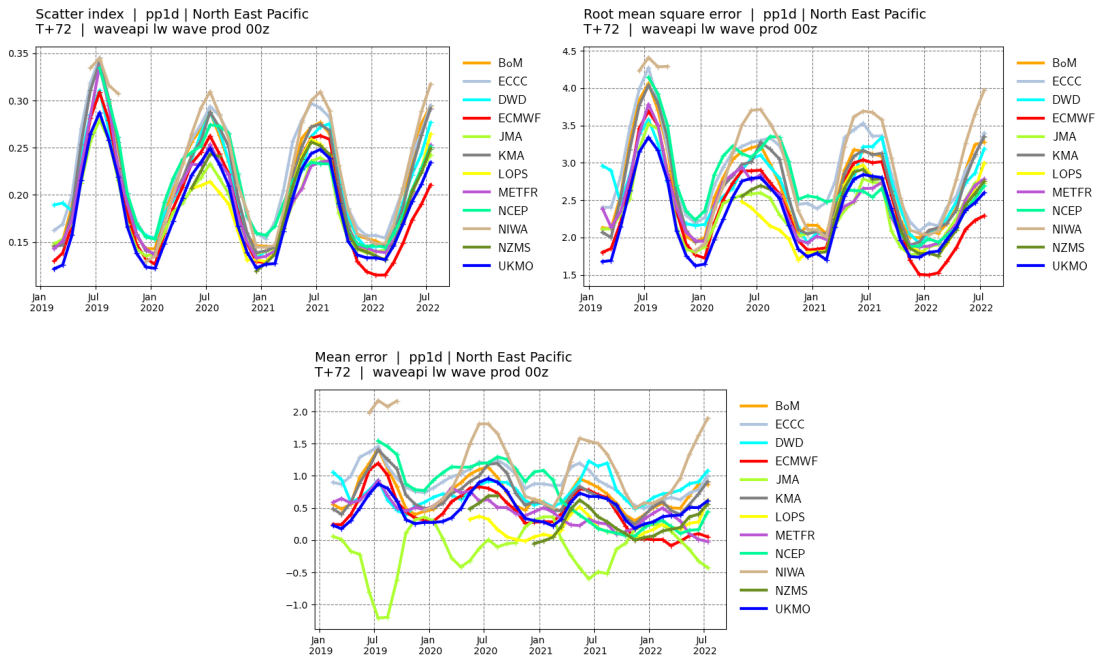 Scatter index | pp1d | North East Pacific
T+72 | waveapi lw wave prod 00z
0.35
0.30
0.25
0.20
0.15
Jan 2019
Jul 2019
Jan 2020
Jul 2020
Jan 2021
Jul 2021
Jan 2022
Jul 2022
BoM
ECCC
DWD
ECMWF
JMA
KMA
LOPS
METFR
NCEP
NIWA
NZMS
UKMO
Root mean square error | pp1d | North East Pacific
T+72 | waveapi lw wave prod 00z
4.5
4.0
3.5
3.0
2.5
2.0
1.5
Jan 2019
Jul 2019
Jan 2020
Jul 2020
Jan 2021
Jul 2021
Jan 2022
Jul 2022
BoM
ECCC
DWD
ECMWF
JMA
KMA
LOPS
METFR
NCEP
NIWA
NZMS
UKMO
Mean error | pp1d | North East Pacific
T+72 | waveapi lw wave prod 00z
2.0
1.5
1.0
0.5
0.0
−0.5
−1.0
Jan 2019
Jul 2019
Jan 2020
Jul 2020
Jan 2021
Jul 2021
Jan 2022
Jul 2022
BoM
ECCC
DWD
ECMWF
JMA
KMA
LOPS
METFR
NCEP
NIWA
NZMS
UKMO